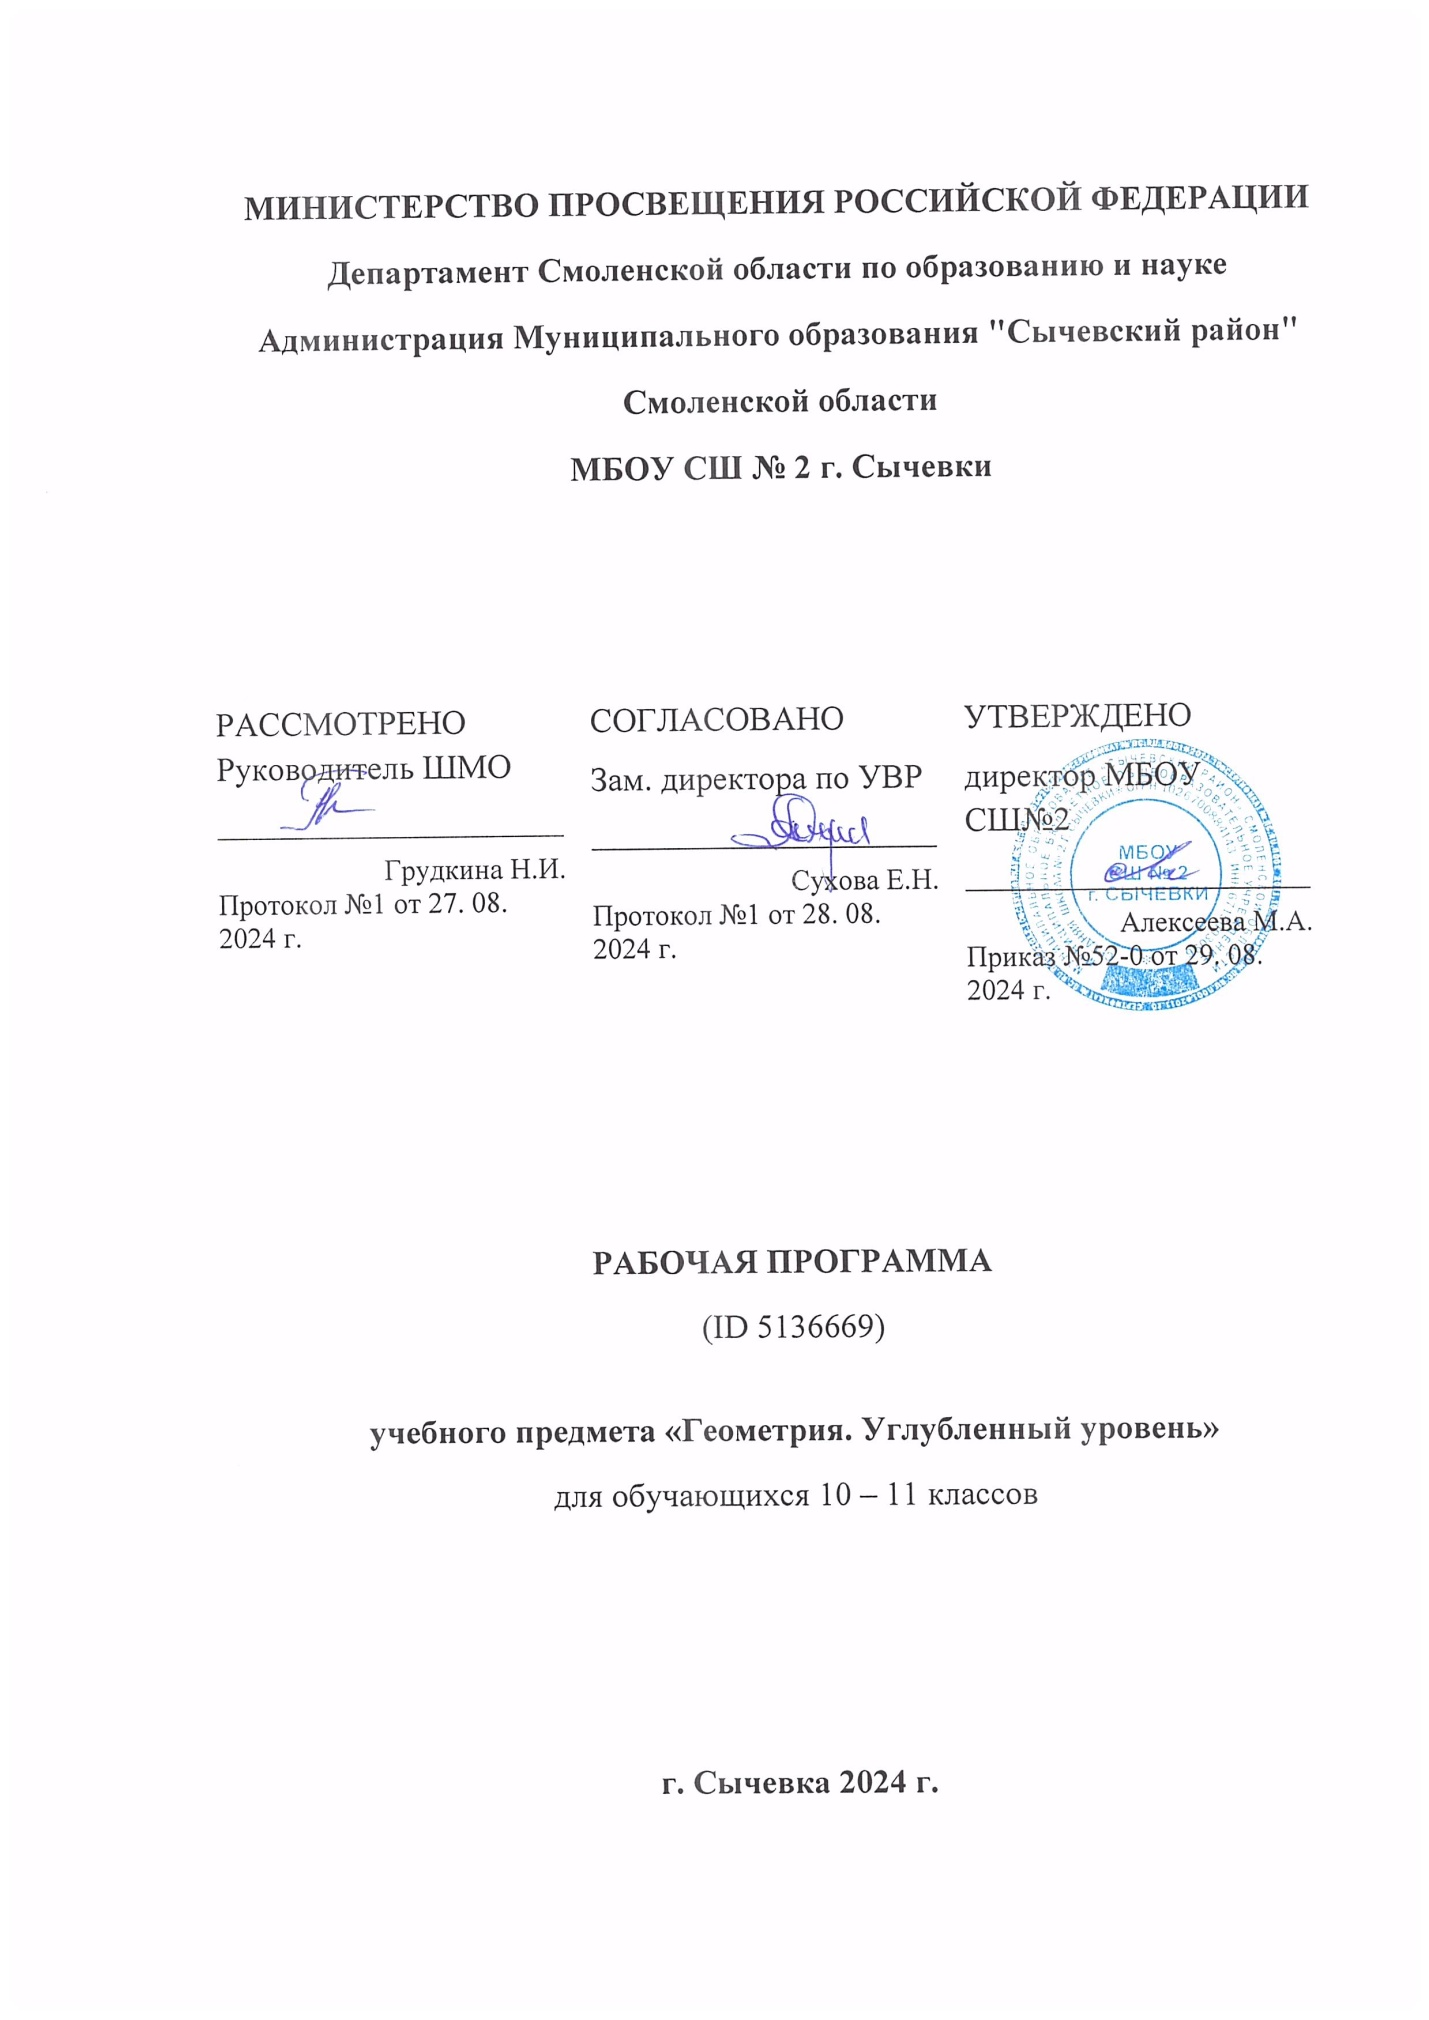 МИНИСТЕРСТВО ПРОСВЕЩЕНИЯ РОССИЙСКОЙ ФЕДЕРАЦИИ
Департамент Смоленской области по образованию и науке
Администрация Муниципального образования "Сычевский район"
Смоленской области
МБОУ СШ № 2 г. Сычевки
РАССМОТРЕНО
Руководитель ШМО
Грудкина Н.И.
Протокол №1 от 27. 08.
2024 г.
СОГЛАСОВАНО
Зам. директора по УВР
Сухова Е.Н.
Протокол №1 от 28. 08.
2024 г.
УТВЕРЖДЕНО
директор МБОУ
СШ№2
Алексеева М.А.
Приказ №52-0 от 29. 08.
2024 г.
МБОУ
СШ № 2
г. СЫЧЕВКИ
РАБОЧАЯ ПРОГРАММА
(ID 5136669)
учебного предмета «Геометрия. Углубленный уровень»
для обучающихся 10 – 11 классов
г. Сычевка 2024 г.